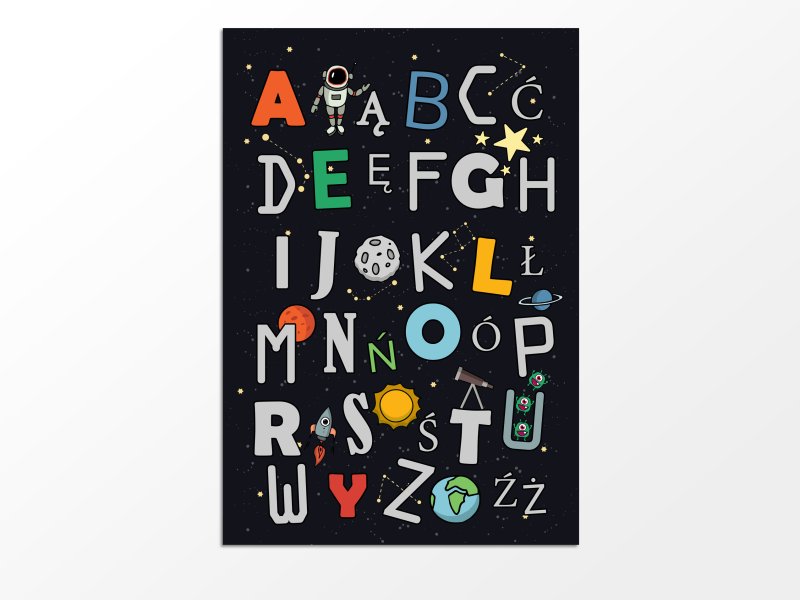 A Ą B C Ć
D E Ę F G H
I J K L Ł
M N Ń O Ó P
R S Ś T U
W Y Z Ź Ż